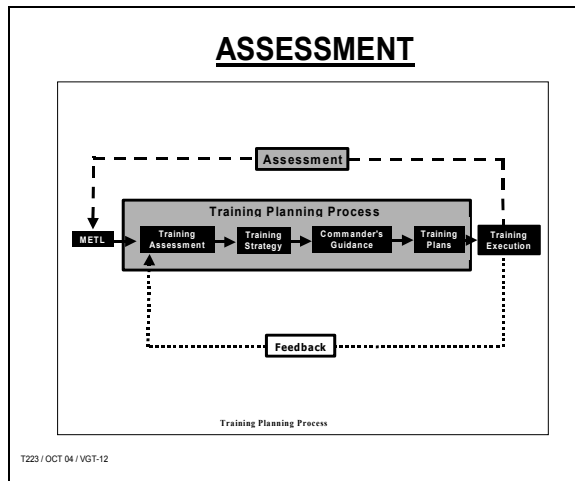 ASSESSMENT
Assessment
Training Planning Process
METL
Training
Assessment
Training
Strategy
Commander's
Guidance
Training
Plans
Training
Execution
Feedback
Training Planning Process
T223 / OCT 04 / VGT-12